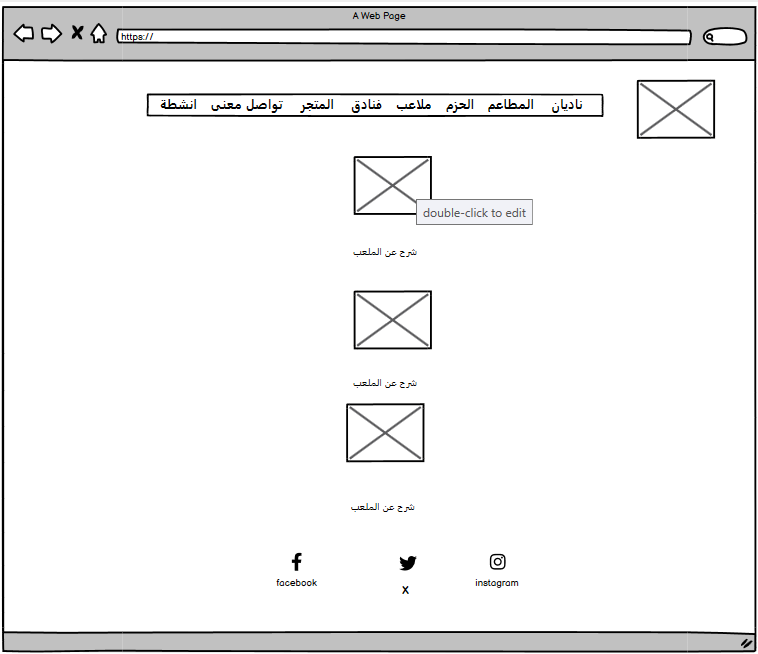 A Web Page
https://
ناديان المطاعم الحزم ملاعب فنادق المتجر تواصل معنى انشطة
double-click to edit
شرح عن الملعب
شرح عن الملعب
شرح عن الملعب
facebook X instagram